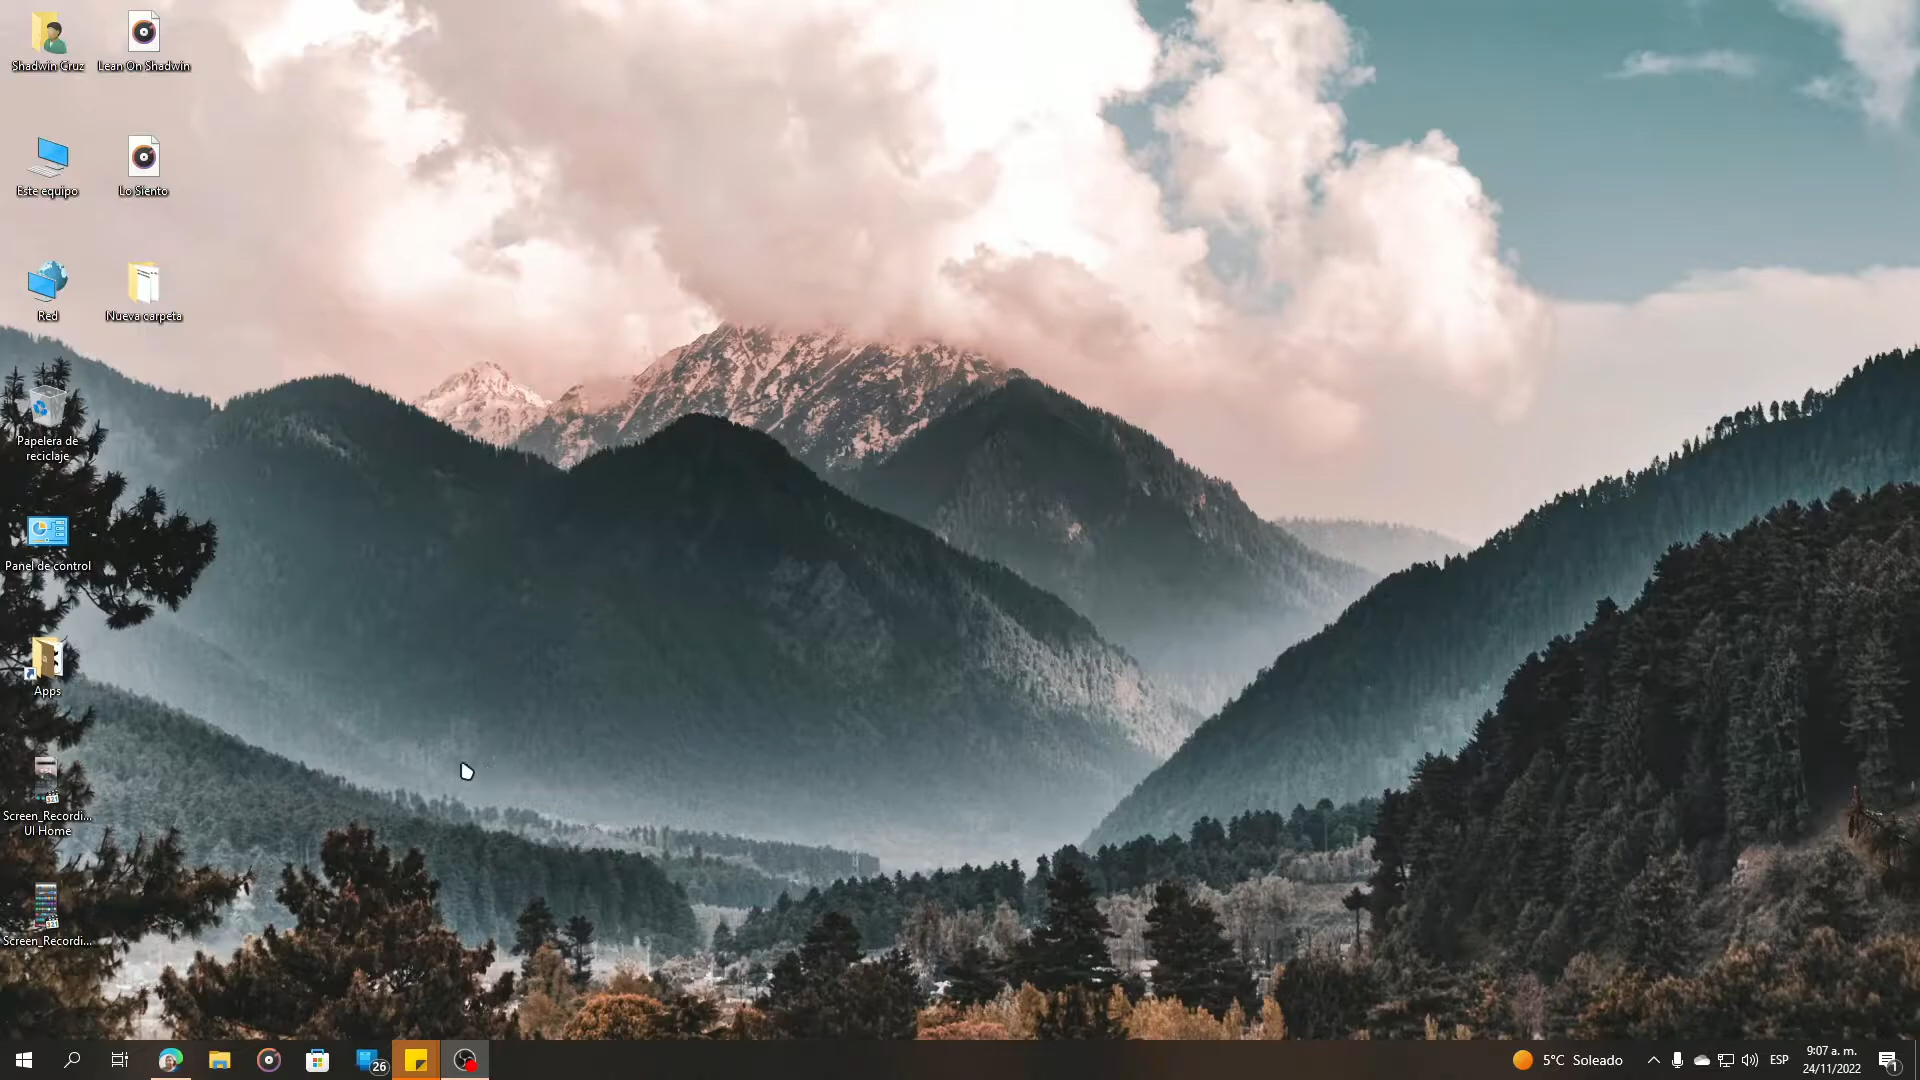 Shadwin Cruz
Lean On Shadwin
Este equipo
Lo Siento
Red
Nueva carpeta
Papelera de
reciclaje
Panel de control
Apps
Screen_Recordi...
UI Home
Screen_Recordi...
26
5°C Soleado
ESP
9:07 a. m.
24/11/2022
1